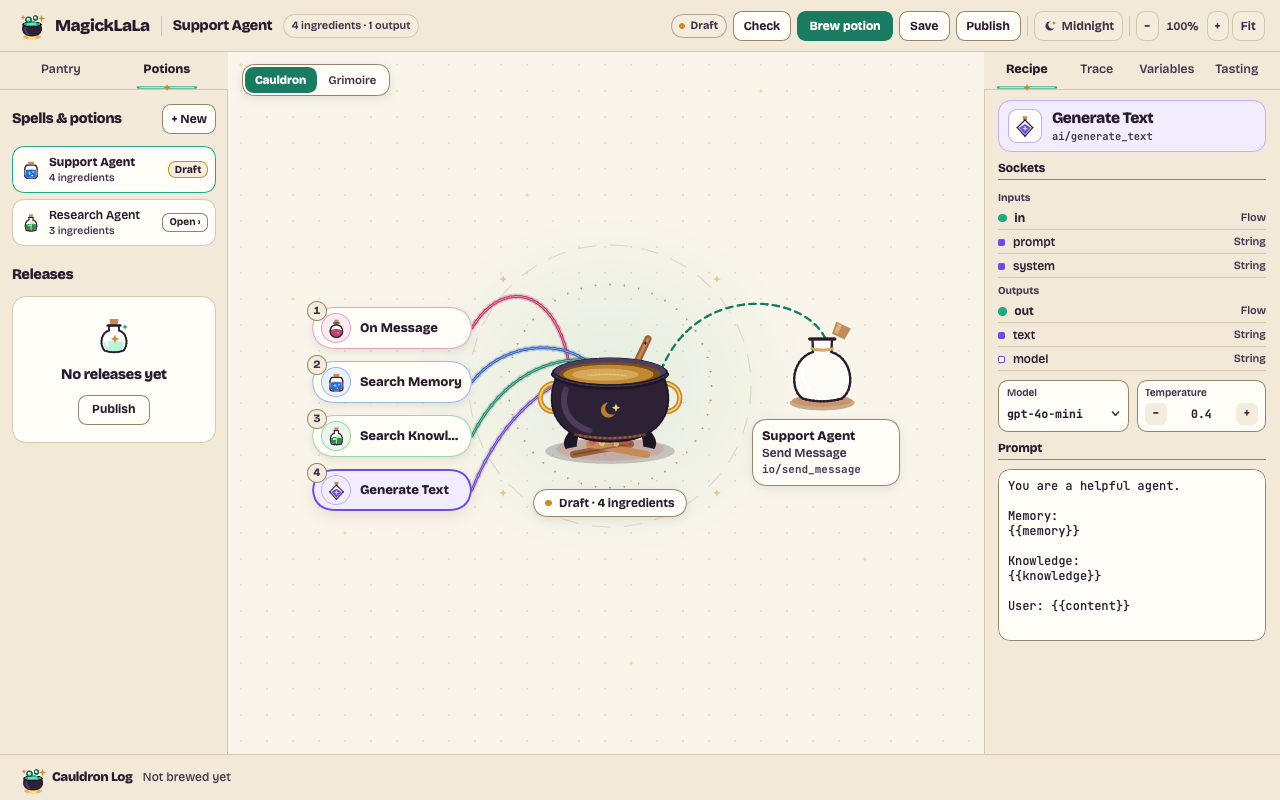 MagickLaLa
Support Agent
4 ingredients · 1 output
Draft
Check
Brew potion
Save
Publish
Midnight
−
100%
+
Fit
Pantry
Potions
Spells & potions
+ New
Support Agent
4 ingredients
Draft
Research Agent
3 ingredients
Open ›
Releases
No releases yet
Publish
Cauldron
Grimoire
1
On Message
2
Search Memory
3
Search Knowl...
4
Generate Text
Draft · 4 ingredients
Support Agent
Send Message
io/send_message
Recipe
Trace
Variables
Tasting
Generate Text
ai/generate_text
Sockets
Inputs
in Flow
prompt String
system String
Outputs
out Flow
text String
model String
Model
gpt-4o-mini
Temperature
− 0.4 +
Prompt
You are a helpful agent.
Memory:
{{memory}}
Knowledge:
{{knowledge}}
User: {{content}}
Cauldron Log
Not brewed yet